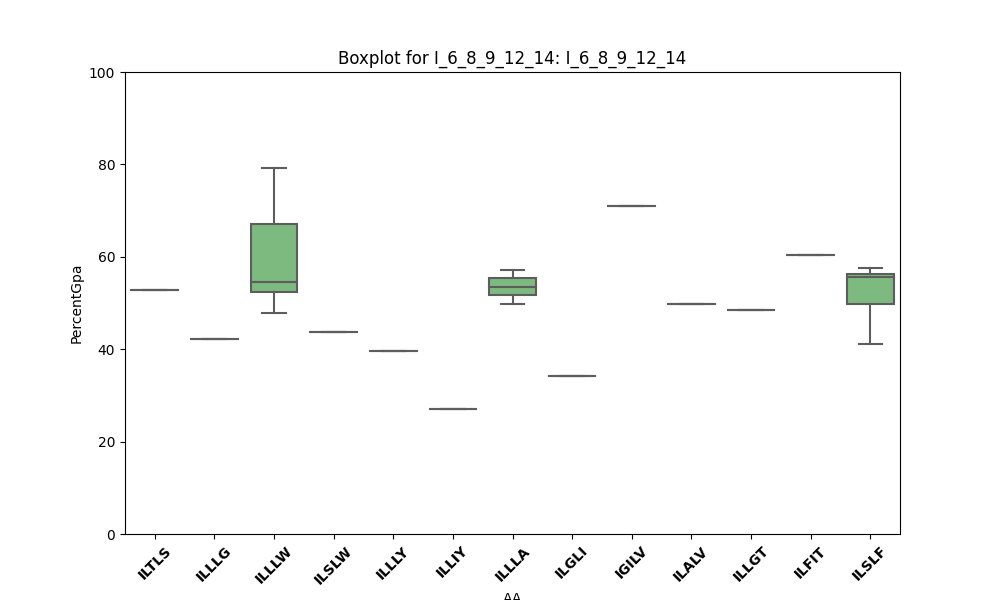 Boxplot for I_6_8_9_12_14: I_6_8_9_12_14
PercentGpa
100
80
60
40
20
0
ILTLS
ILLLG
ILLLW
ILSLW
ILLLY
ILLIY
ILLLA
ILGLI
IGILV
ILALV
ILLGT
ILFIT
ILSLF
AA